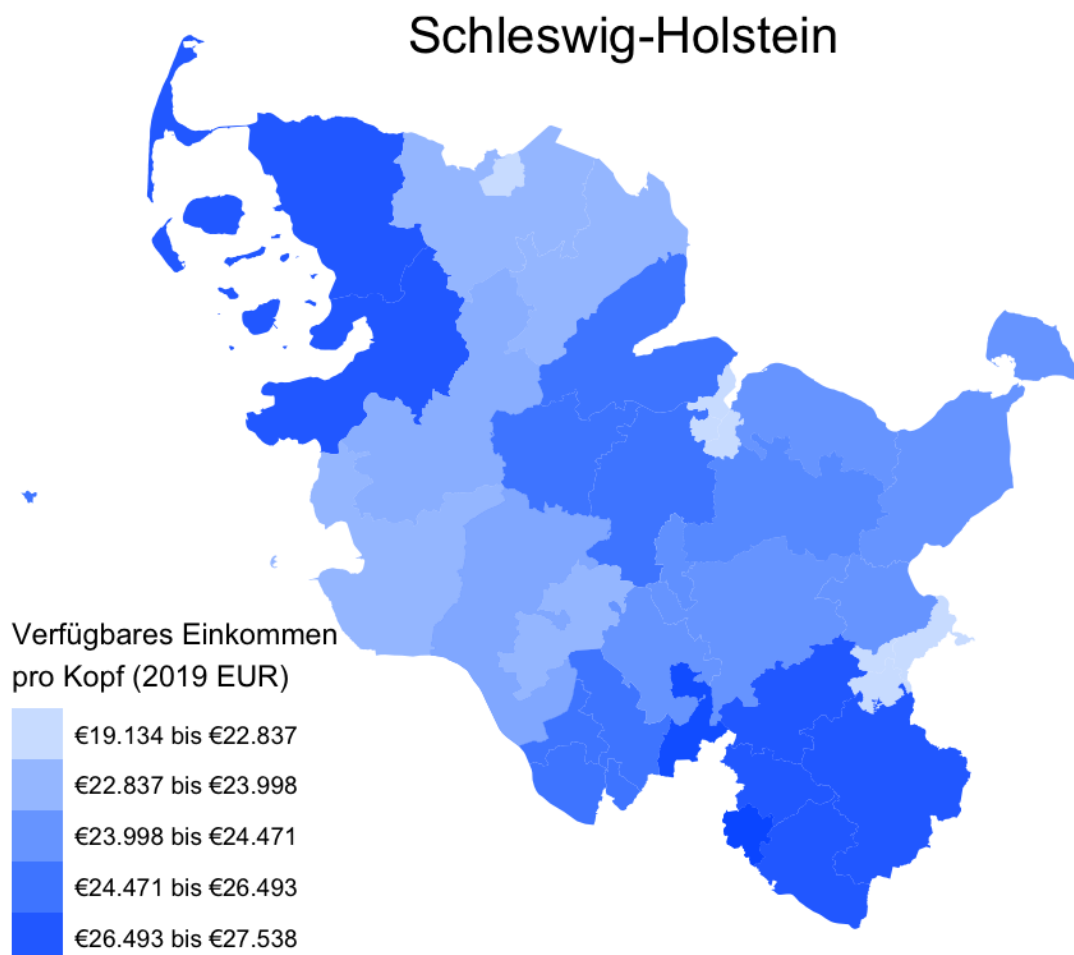 Schleswig-Holstein
Verfügbares Einkommen
pro Kopf (2019 EUR)
€19.134 bis €22.837
€22.837 bis €23.998
€23.998 bis €24.471
€24.471 bis €26.493
€26.493 bis €27.538